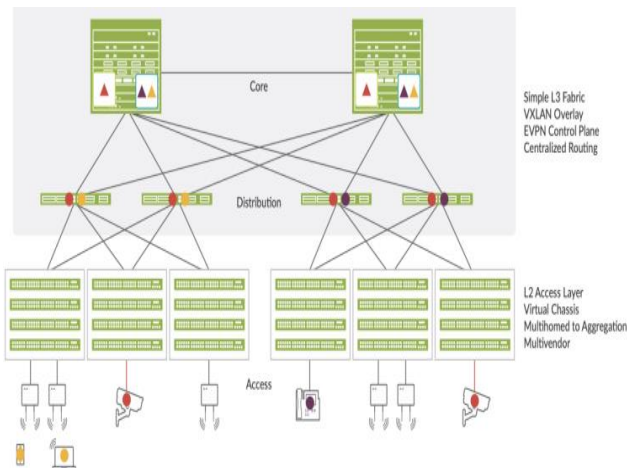 Core
Simple L3 Fabric
VXLAN Overlay
EVPN Control Plane
Centralized Routing
Distribution
L2 Access Layer
Virtual Chassis
Multihomed to Aggregation
Multivendor
Access